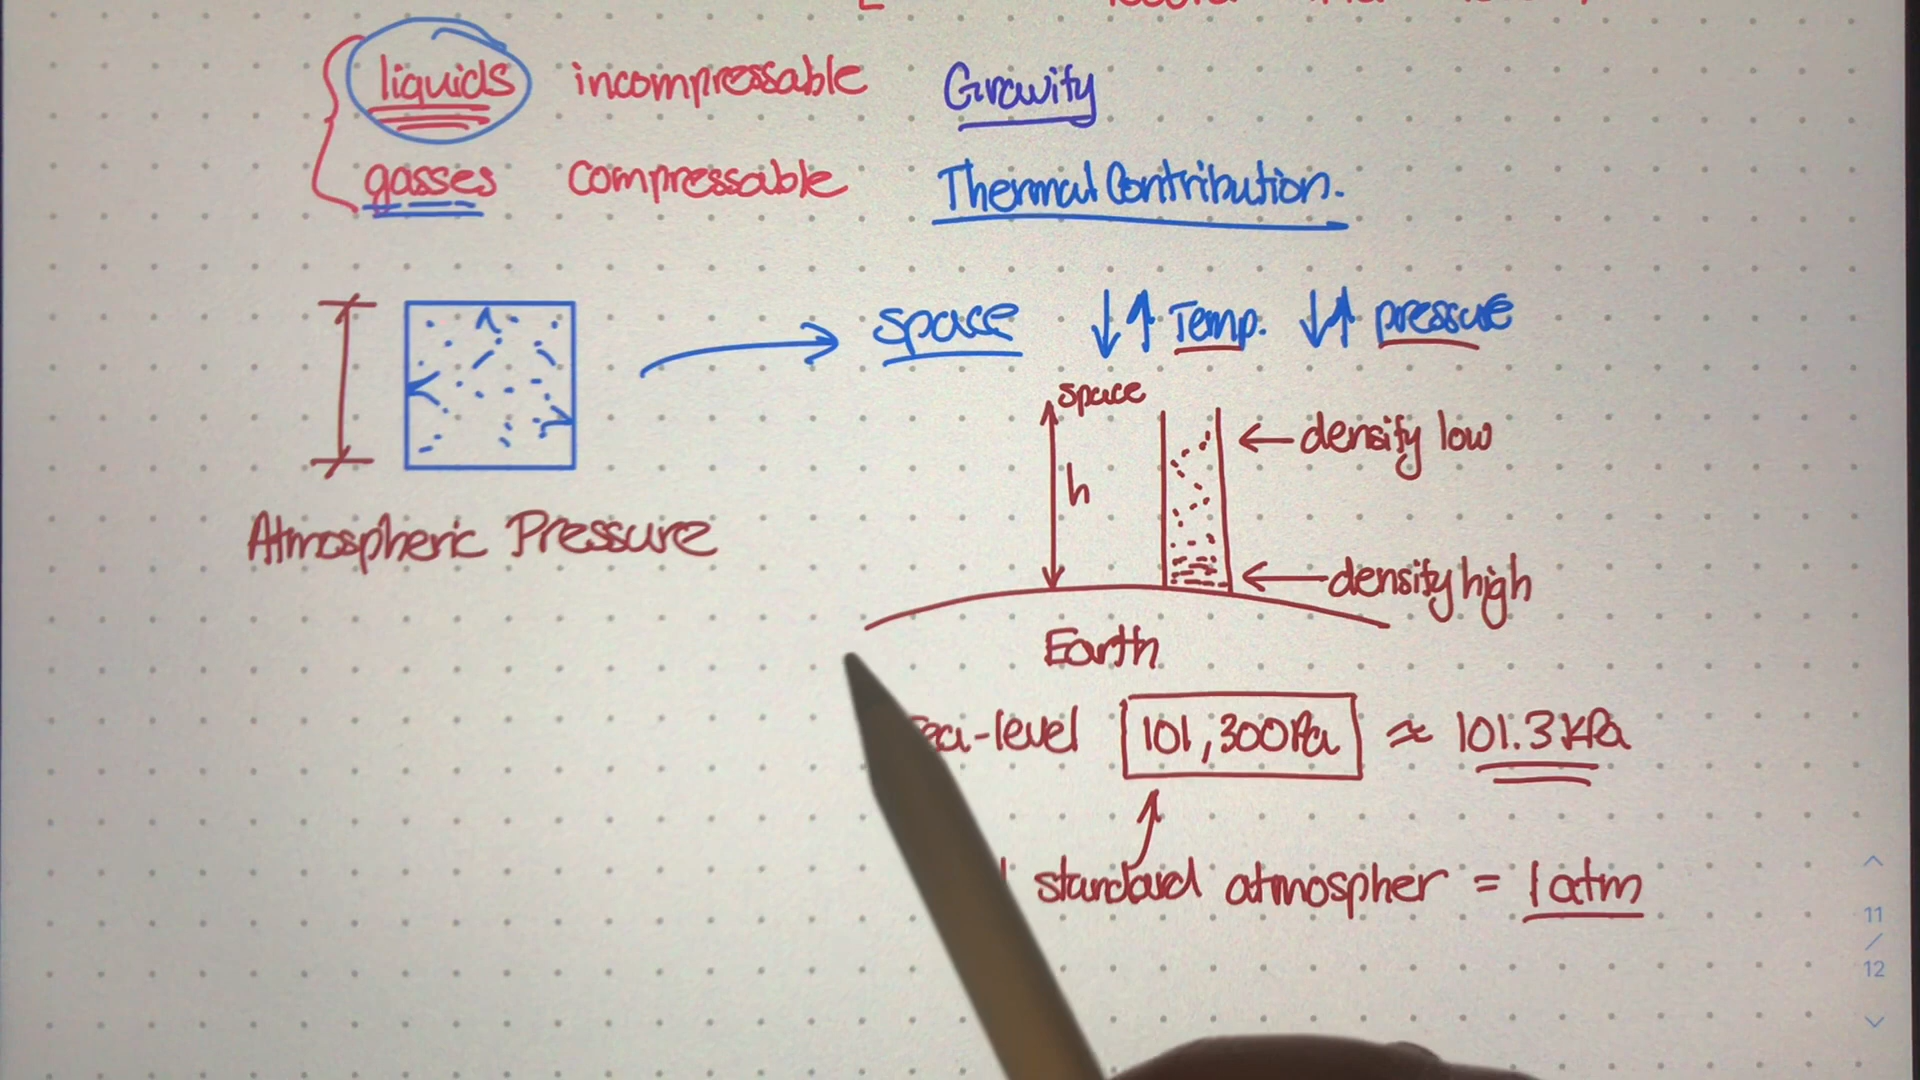 liquids incompressable Gravity
gasses compressable Thermal Contribution.
space ↓↑ Temp. ↓↑ pressure
space
h
← density low
← density high
Atmospheric Pressure
Earth
-level 101,300Pa ≈ 101.3kPa
standard atmospher = 1atm
11
/
12